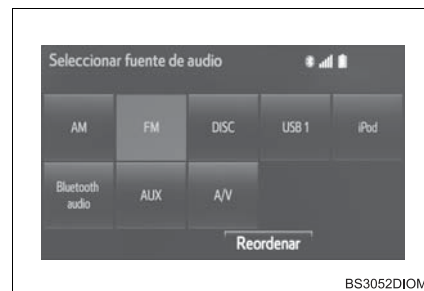 Seleccionar fuente de audio
AM FM DISC USB 1 iPod
Bluetooth audio AUX A/V
Reordenar
BS3052DIOM